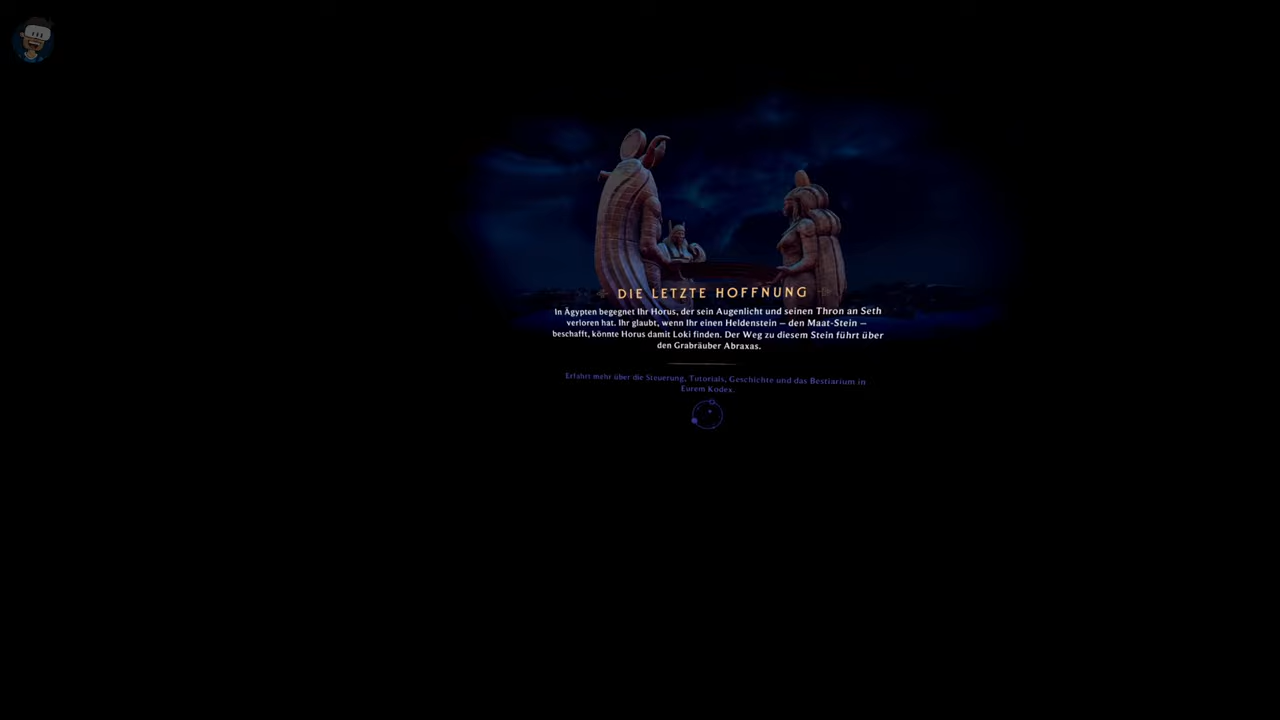 DIE LETZTE HOFFNUNG
In Ägypten begegnet Ihr Horus, der sein Augenlicht und seinen Thron an Seth
verloren hat. Ihr glaubt, wenn Ihr einen Heldenstein – den Maat-Stein –
beschafft, könnte Horus damit Loki finden. Der Weg zu diesem Stein führt über
den Grabräuber Abraxas.
Erfahrt mehr über die Steuerung, Tutorials, Geschichte und das Bestiarium in
Eurem Kodex.